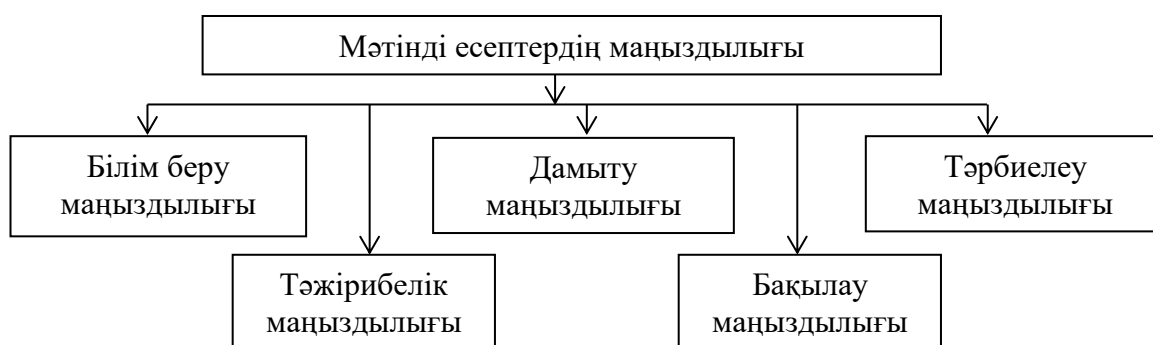 Мәтінді есептердің маңыздылығы
Білім беру
маңыздылығы
Дамыту
маңыздылығы
Тәрбиелеу
маңыздылығы
Тәжірибелік
маңыздылығы
Бақылау
маңыздылығы